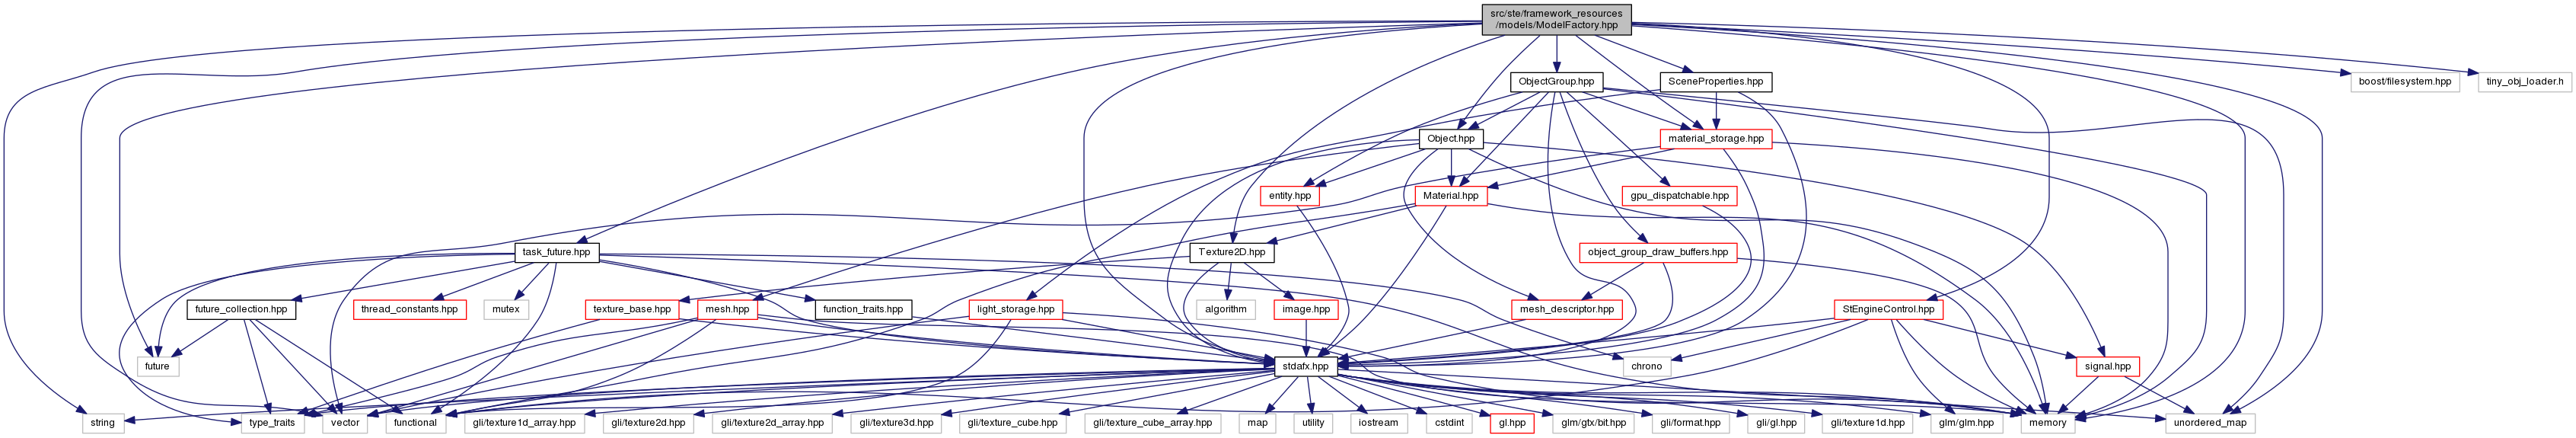 src/ste/framework_resources
/models/ModelFactory.hpp
ObjectGroup.hpp
SceneProperties.hpp
boost/filesystem.hpp
tiny_obj_loader.h
Object.hpp
material_storage.hpp
entity.hpp
Material.hpp
gpu_dispatchable.hpp
task_future.hpp
Texture2D.hpp
object_group_draw_buffers.hpp
future_collection.hpp
thread_constants.hpp
mutex
texture_base.hpp
mesh.hpp
function_traits.hpp
light_storage.hpp
algorithm
image.hpp
mesh_descriptor.hpp
StEngineControl.hpp
future
stdafx.hpp
chrono
signal.hpp
string
type_traits
vector
functional
gli/texture1d_array.hpp
gli/texture2d.hpp
gli/texture2d_array.hpp
gli/texture3d.hpp
gli/texture_cube.hpp
gli/texture_cube_array.hpp
map
utility
iostream
cstdint
gl.hpp
glm/gtx/bit.hpp
gli/format.hpp
gli/gl.hpp
gli/texture1d.hpp
glm/glm.hpp
memory
unordered_map